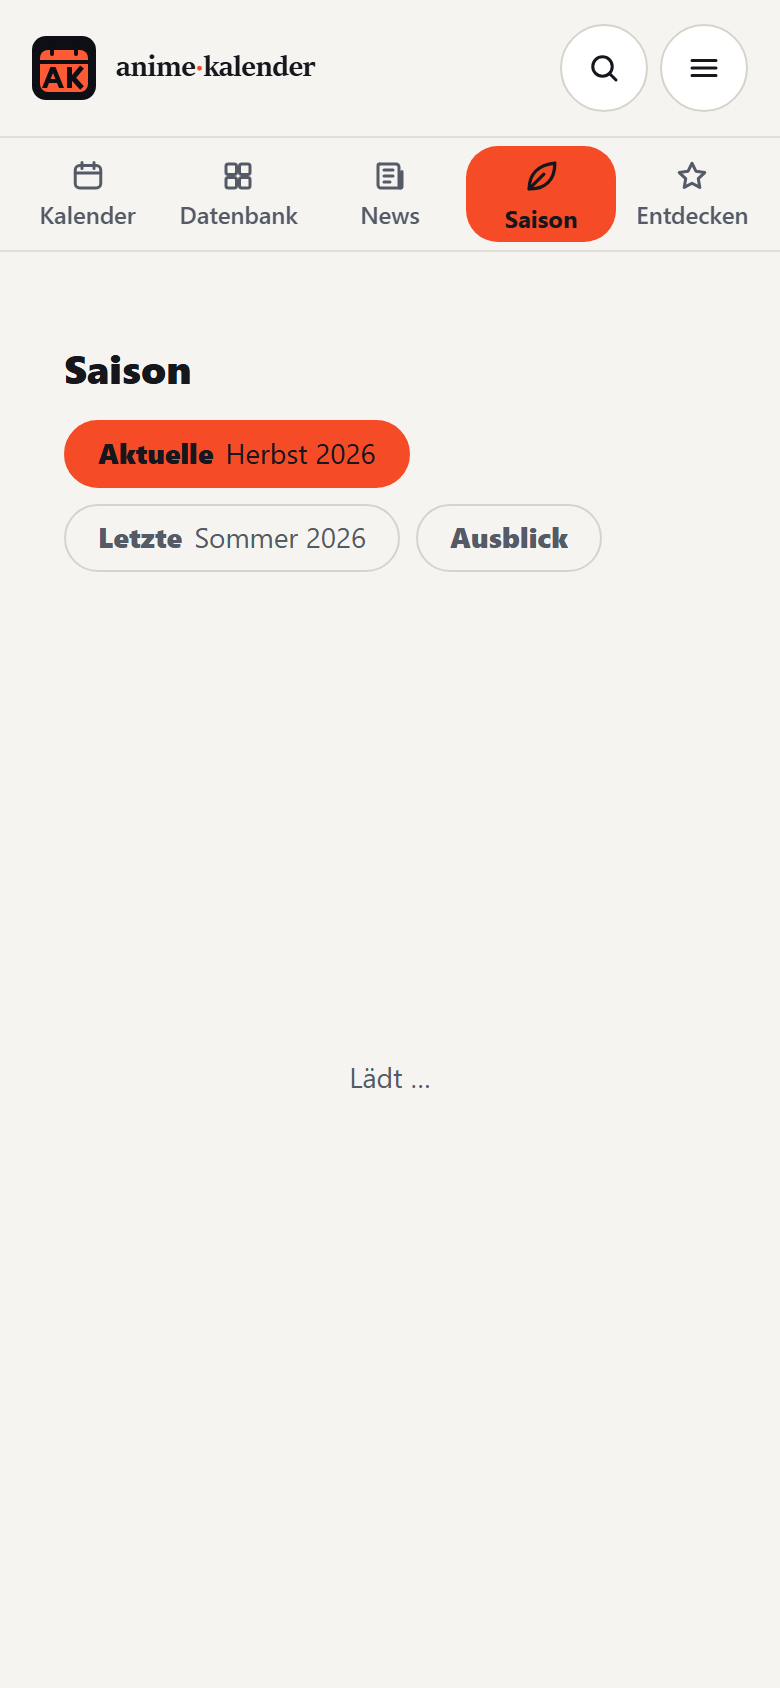 AK anime·kalender
Kalender Datenbank News Saison Entdecken
Saison
Aktuelle Herbst 2026
Letzte Sommer 2026 Ausblick
Lädt ...